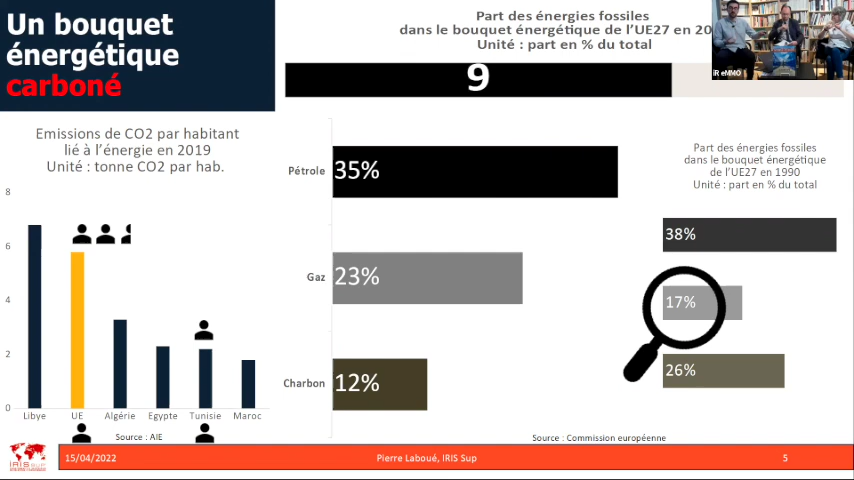 Un bouquet
énergétique
carboné
Part des énergies fossiles
dans le bouquet énergétique de l'UE27 en 20
Unité : part en % du total
9
iR eMMO
Emissions de CO2 par habitant
lié à l'énergie en 2019
Unité : tonne CO2 par hab.
8
6
4
2
0
Libye UE Algérie Egypte Tunisie Maroc
Source : AIE
Pétrole 35%
Gaz 23%
Charbon 12%
Part des énergies fossiles
dans le bouquet énergétique
de l'UE27 en 1990
Unité : part en % du total
38%
17%
26%
Source : Commission européenne
IRIS Sup
15/04/2022 Pierre Laboué, IRIS Sup 5